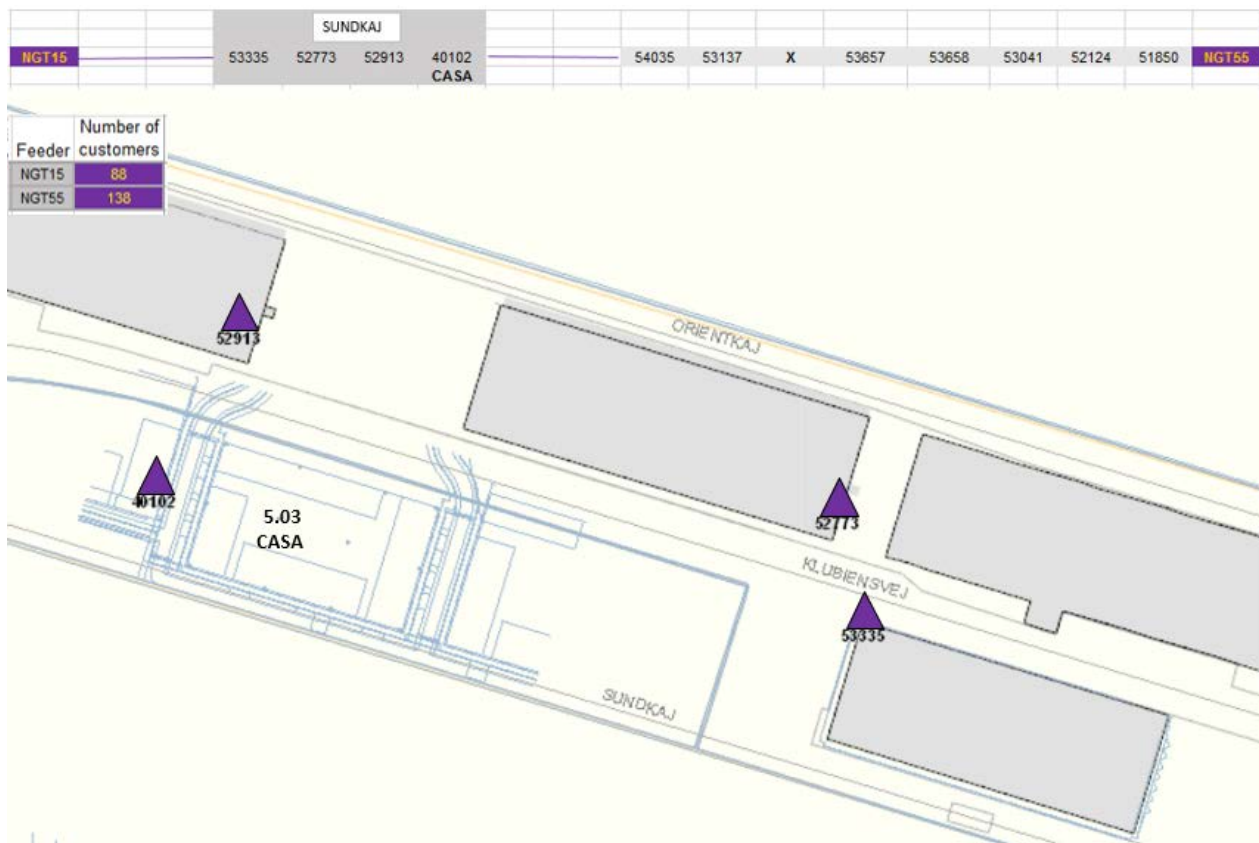 SUNDKAJ
NGT15 53335 52773 52913 40102 54035 53137 X 53657 53658 53041 52124 51850 NGT55
CASA
Number of
Feeder customers
NGT15 88
NGT55 138
ORIENTKAJ
52913
40102
5.03
CASA
52773
KLUBIENSVEJ
53335
SUNDKAJ